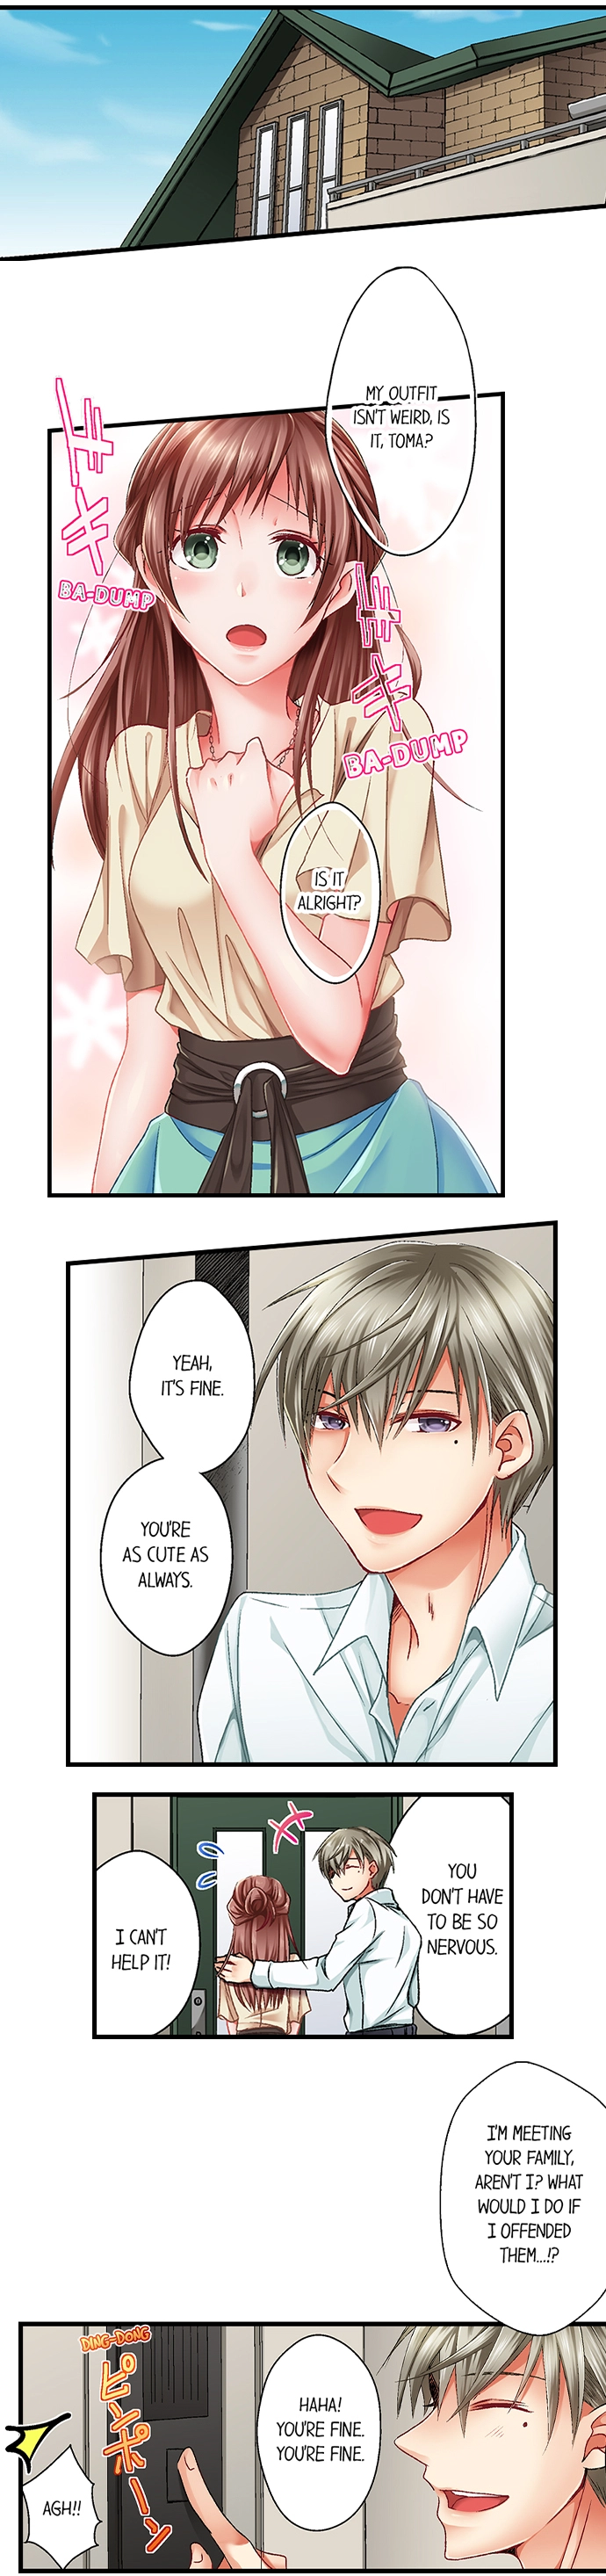 MY OUTFIT
ISN'T WEIRD, IS
IT, TOMA?
ドキ
BA-DUMP
ドキ
BA-DUMP
IS IT
ALRIGHT?
YEAH,
IT'S FINE.
YOU'RE
AS CUTE AS
ALWAYS.
YOU
DON'T HAVE
TO BE SO
NERVOUS.
I CAN'T
HELP IT!
I'M MEETING
YOUR FAMILY,
AREN'T I? WHAT
WOULD I DO IF
I OFFENDED
THEM...!?
HAHA!
YOU'RE FINE.
YOU'RE FINE.
DING-DONG
ピンポーン
AGH!!